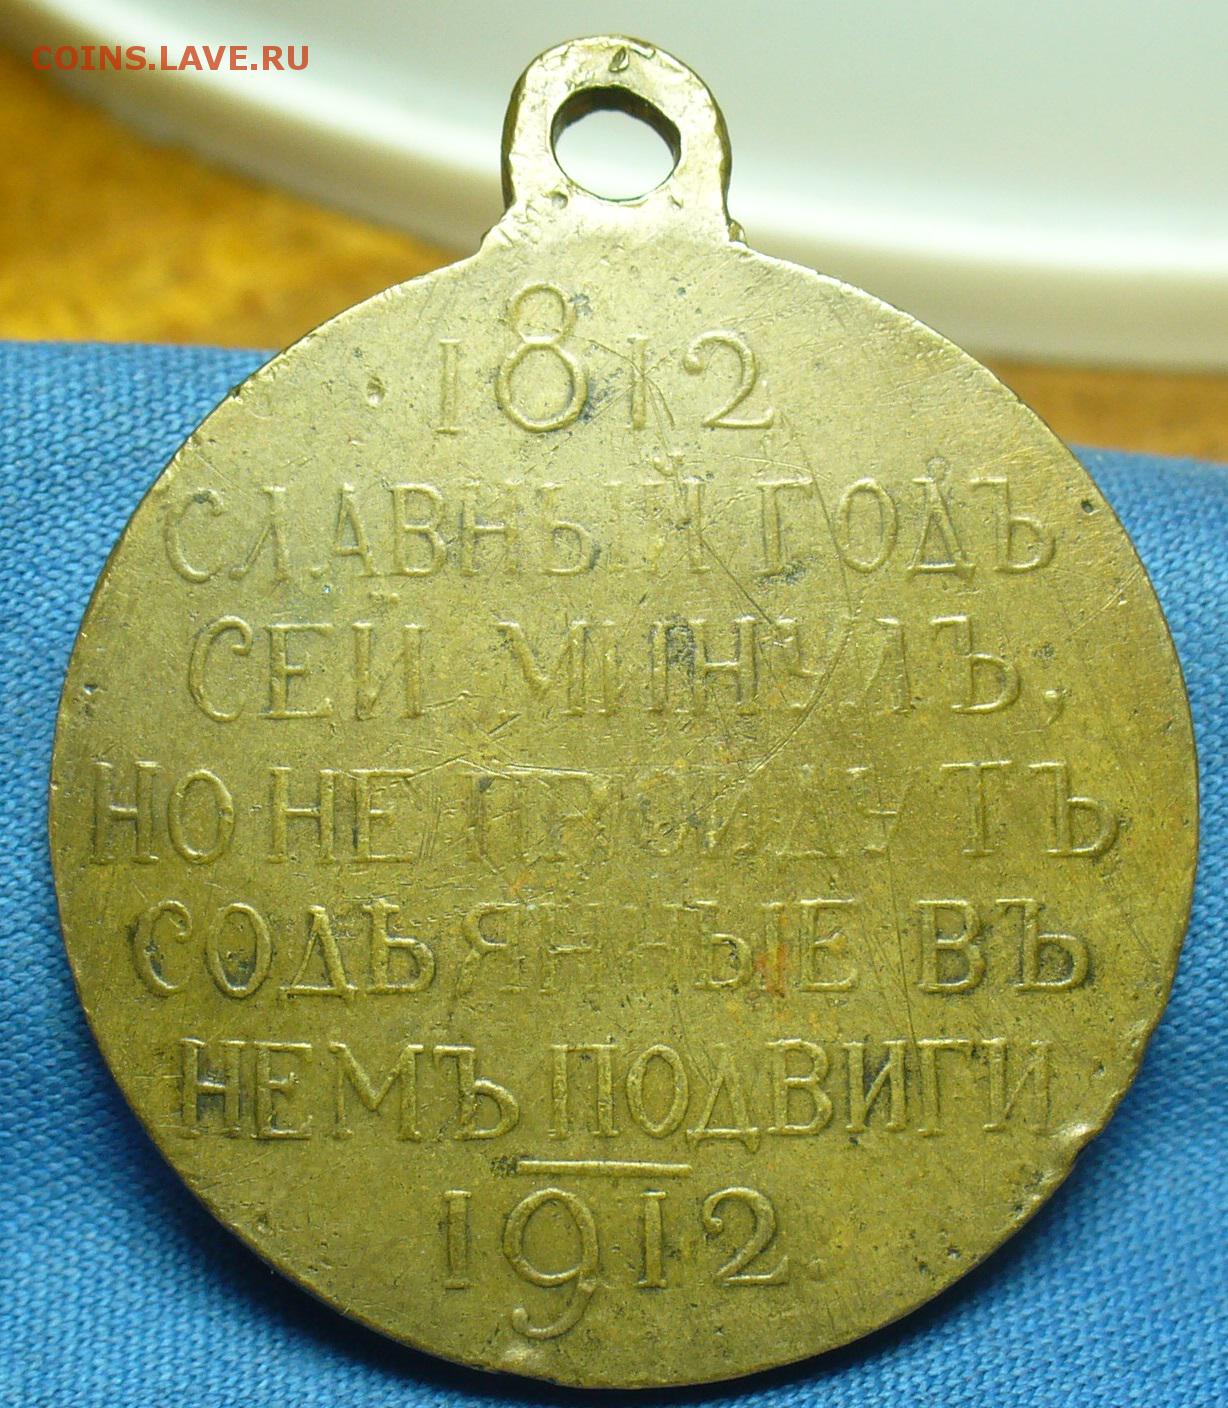 COINS.LAVE.RU
1812
СЛАВНЫЙ ГОДЪ
СЕЙ МИНУЛЪ,
НО НЕ ПРОЙДУТЪ
СОДѢЯННЫЕ ВЪ
НЕМЪ ПОДВИГИ
1912.